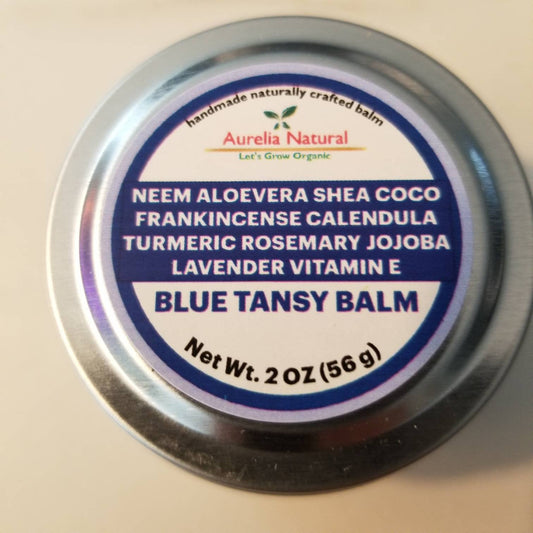 handmade naturally crafted balm
Aurelia Natural
Let's Grow Organic
NEEM ALOEVERA SHEA COCO
FRANKINCENSE CALENDULA
TURMERIC ROSEMARY JOJOBA
LAVENDER VITAMIN E
BLUE TANSY BALM
Net Wt. 2 OZ (56 g)